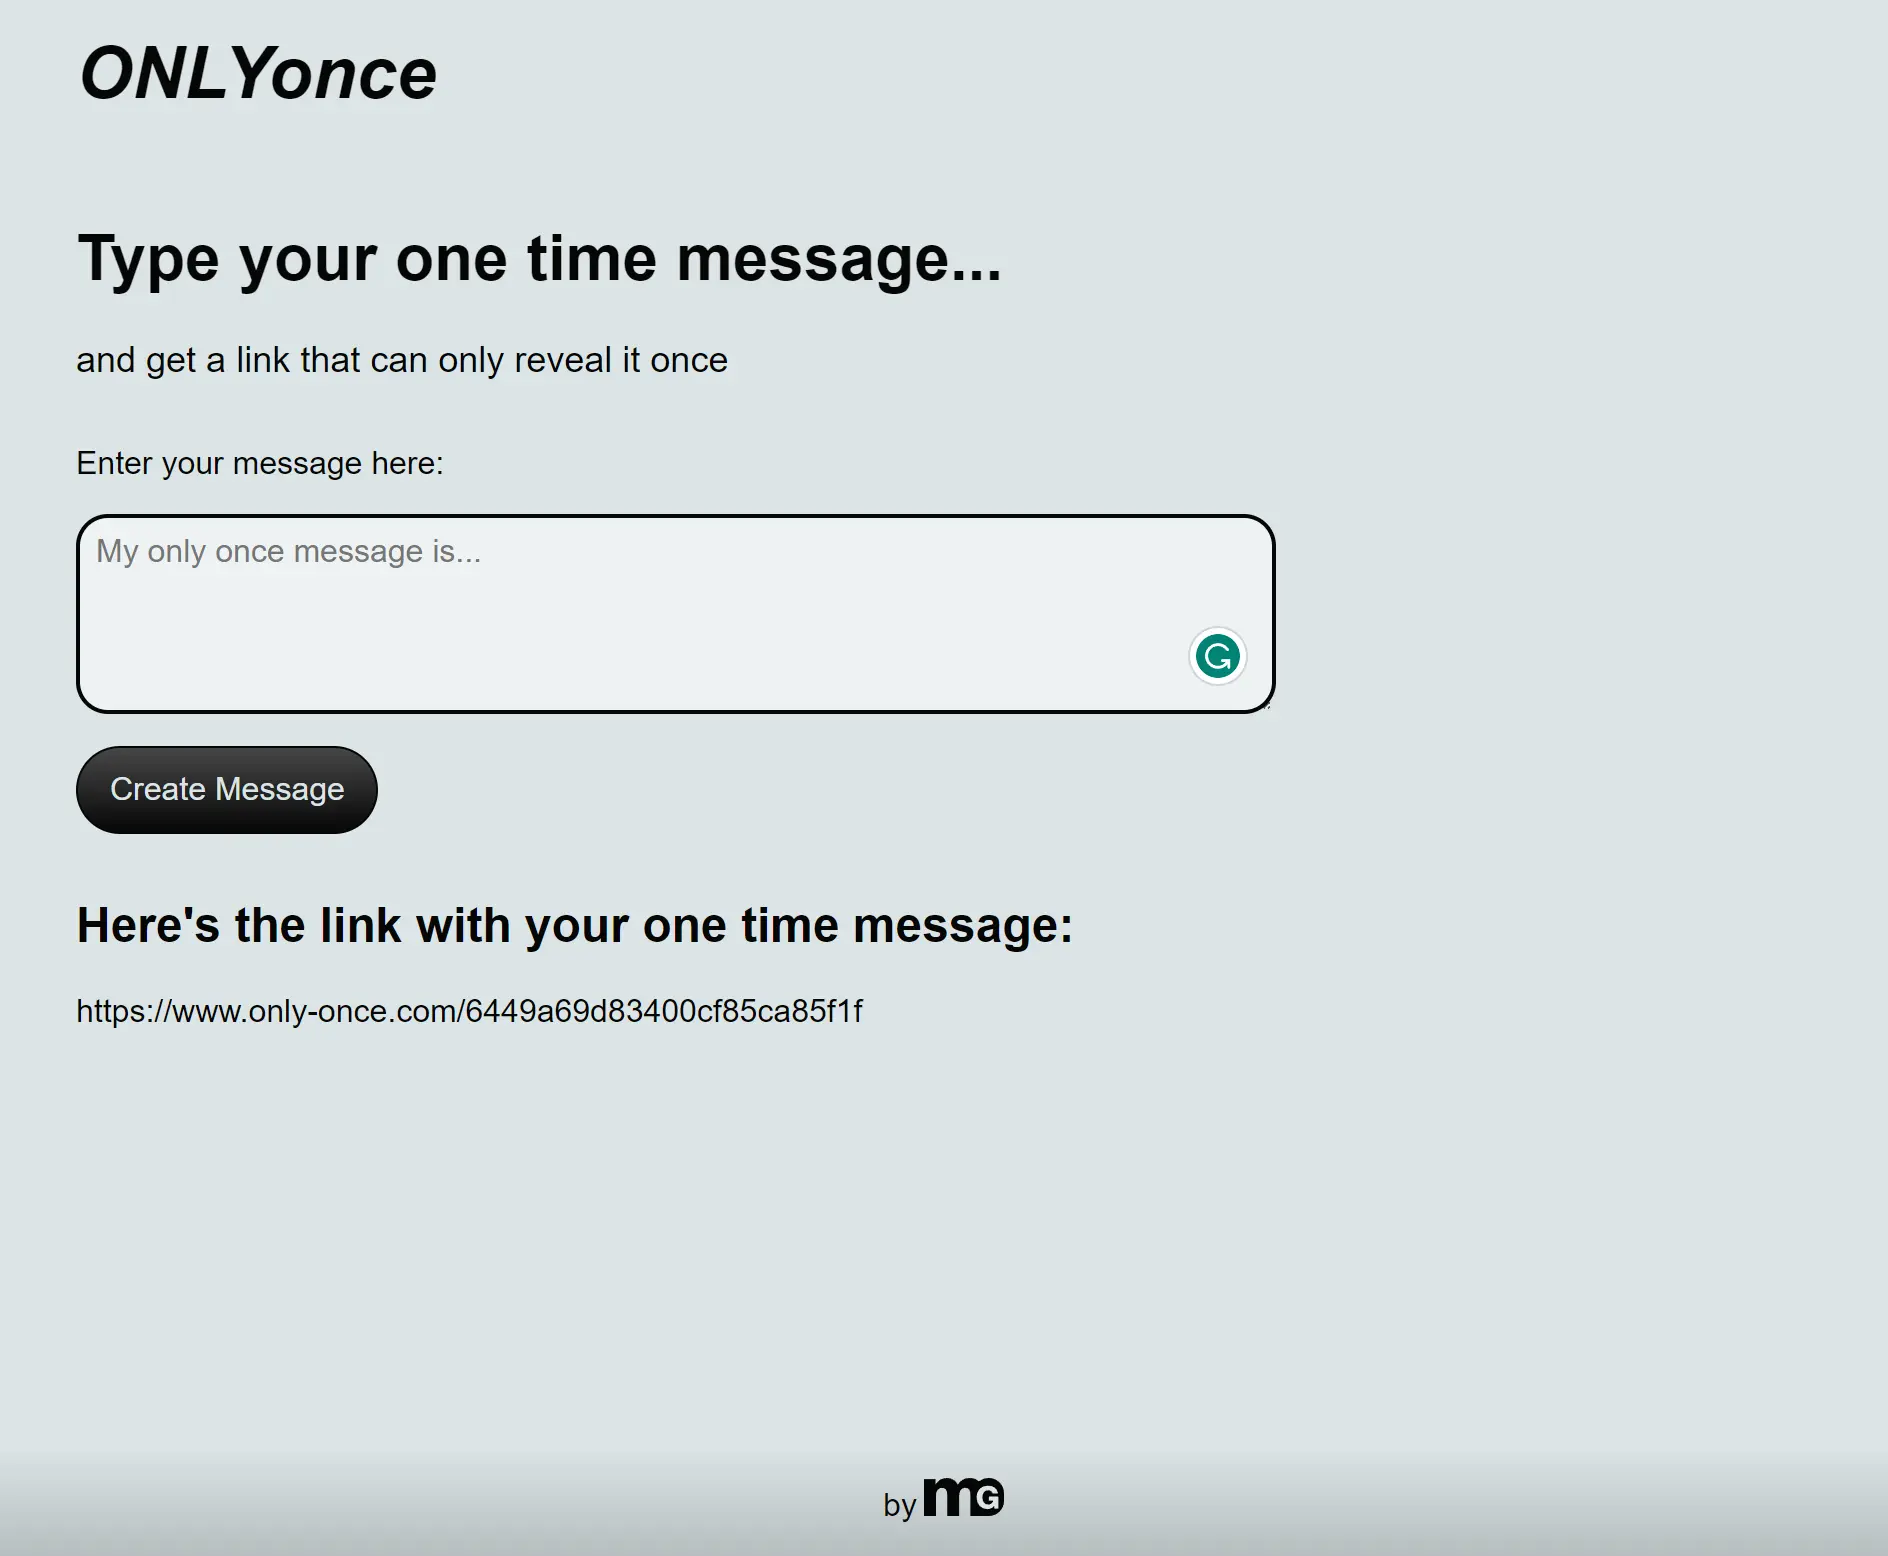 ONLYonce
Type your one time message...
and get a link that can only reveal it once
Enter your message here:
My only once message is...
Create Message
Here's the link with your one time message:
https://www.only-once.com/6449a69d83400cf85ca85f1f
by mG